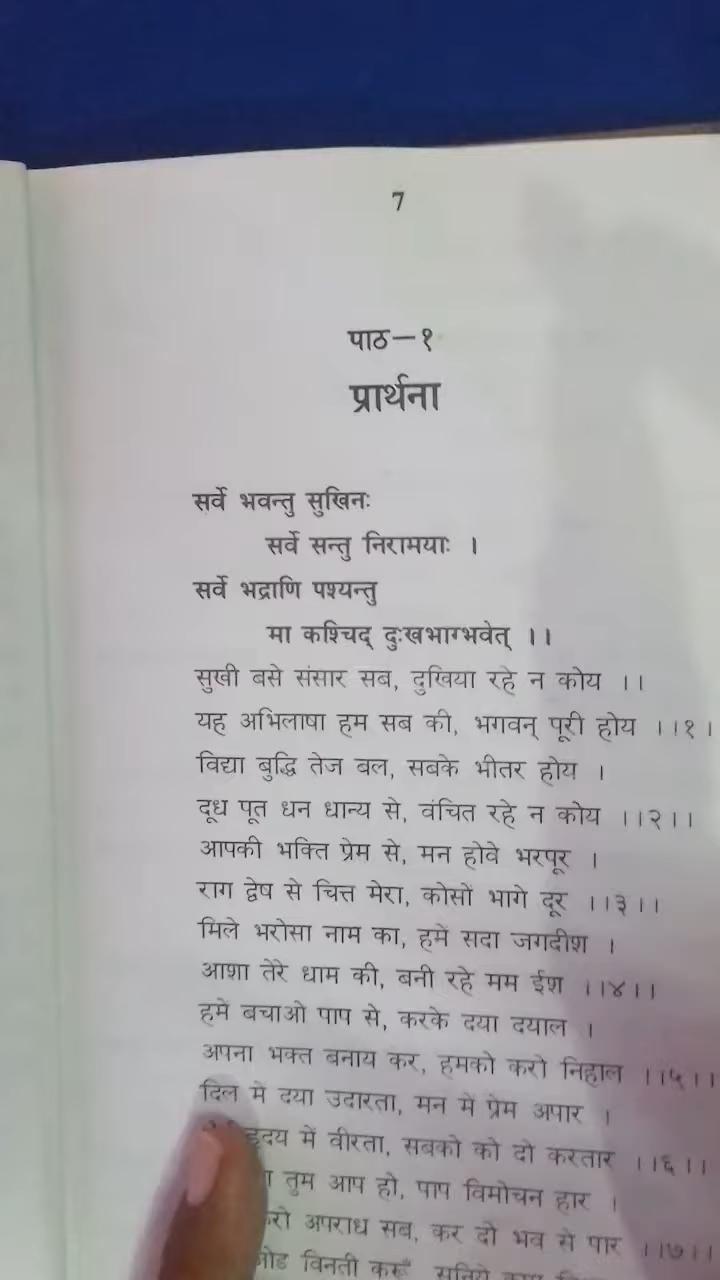 7
पाठ–१
प्रार्थना
सर्वे भवन्तु सुखिनः
सर्वे सन्तु निरामयाः ।
सर्वे भद्राणि पश्यन्तु
मा कश्चिद् दुःखभाग्भवेत् ।।
सुखी बसे संसार सब, दुखिया रहे न कोय ।।
यह अभिलाषा हम सब की, भगवन् पूरी होय ।।१।
विद्या बुद्धि तेज बल, सबके भीतर होय ।
दूध पूत धन धान्य से, वंचित रहे न कोय ।।२।।
आपकी भक्ति प्रेम से, मन होवे भरपूर ।
राग द्वेष से चित्त मेरा, कोसों भागे दूर ।।३।।
मिले भरोसा नाम का, हमे सदा जगदीश ।
आशा तेरे धाम की, बनी रहे मम ईश ।।४।।
हमे बचाओ पाप से, करके दया दयाल ।
अपना भक्त बनाय कर, हमको करो निहाल ।।५।।
दिल मे दया उदारता, मन मे प्रेम अपार ।
हृदय में वीरता, सबको को दो करतार ।।६।।
तुम आप हो, पाप विमोचन हार ।
अपराध सब, कर दो भव से पार ।।७।।
विनती करूँ